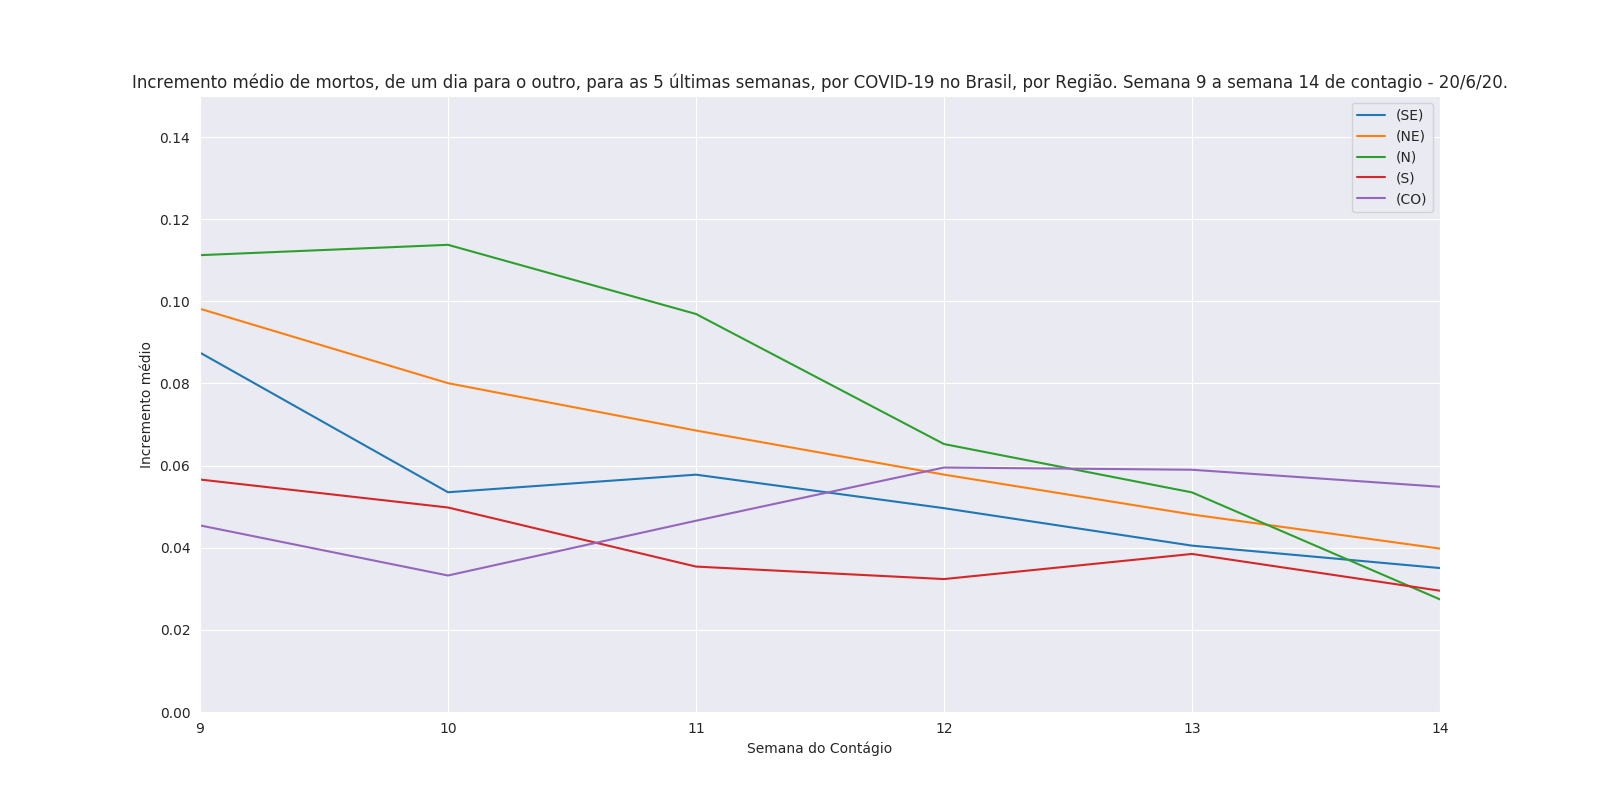 Incremento médio de mortos, de um dia para o outro, para as 5 últimas semanas, por COVID-19 no Brasil, por Região. Semana 9 a semana 14 de contagio - 20/6/20.
(SE)
(NE)
(N)
(S)
(CO)
0.14
0.12
0.10
0.08
0.06
0.04
0.02
0.00
Incremento médio
9 10 11 12 13 14
Semana do Contágio